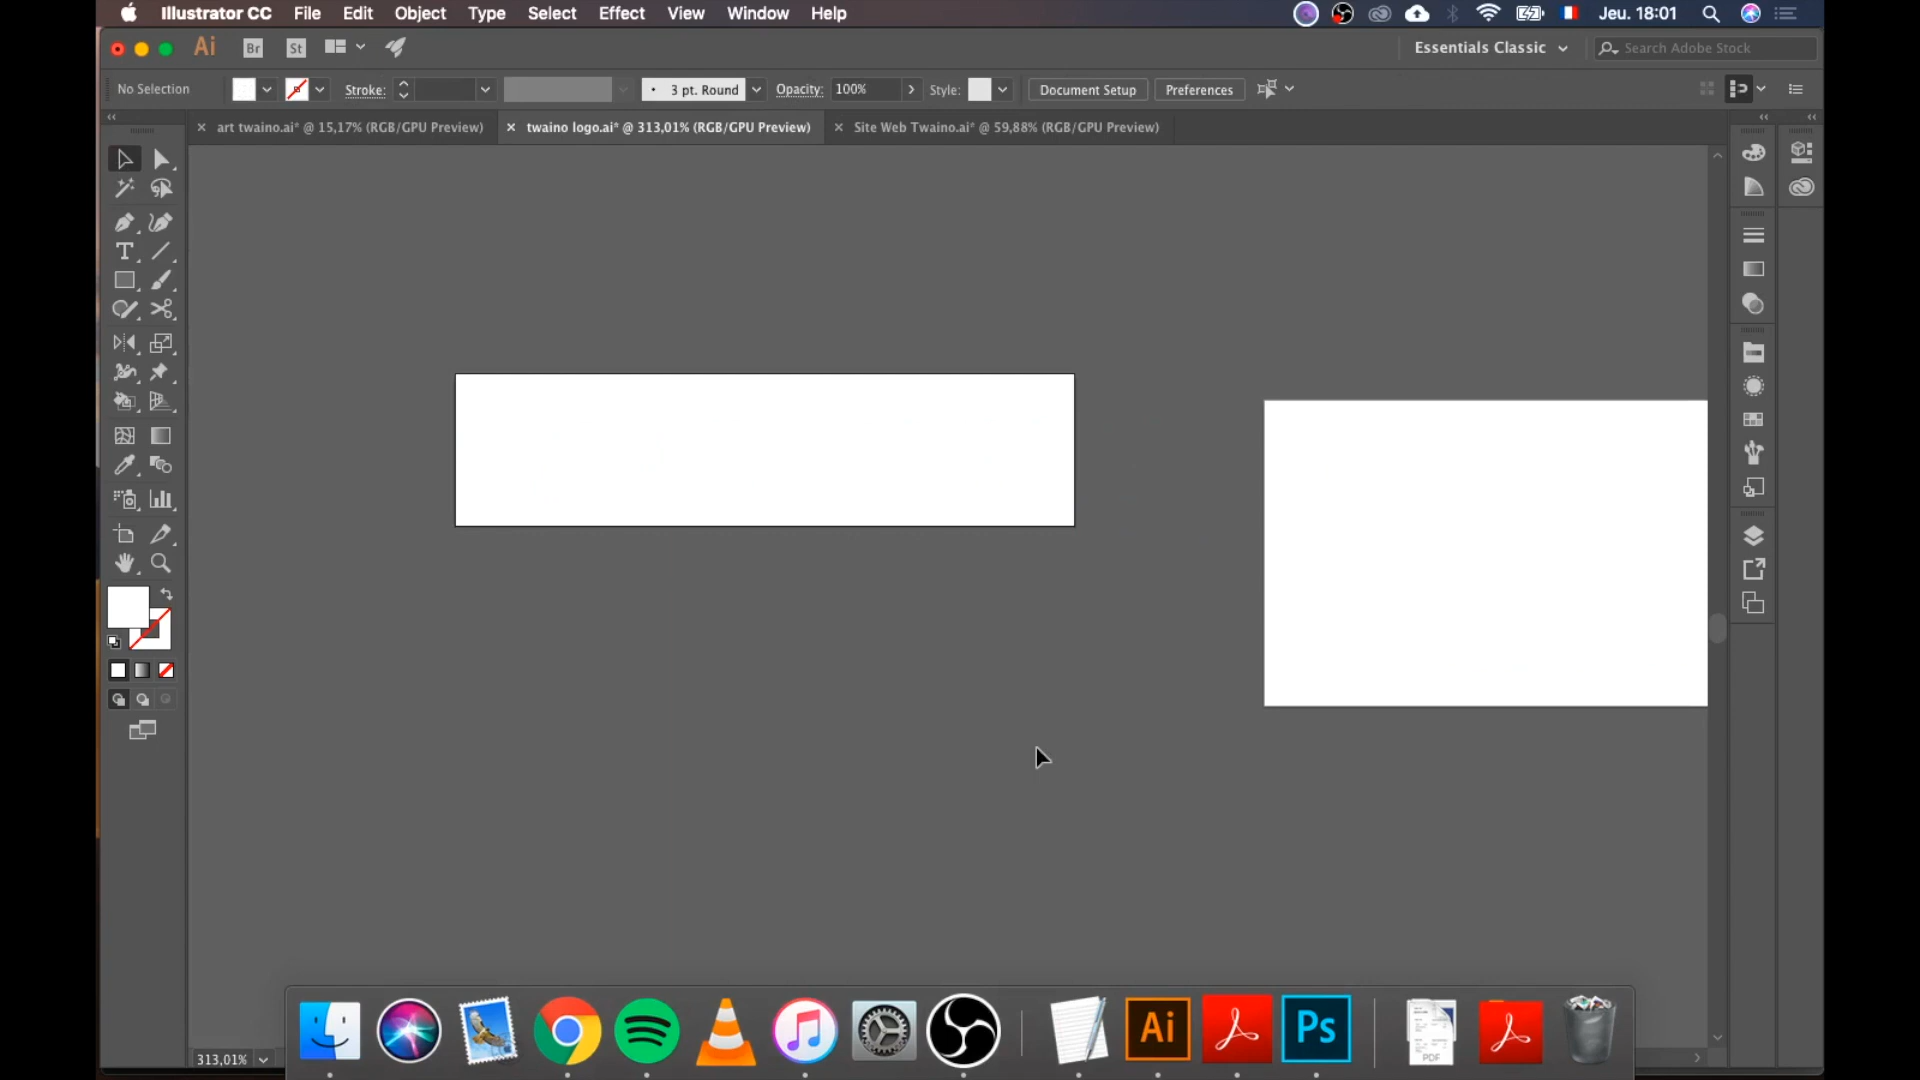 Illustrator CC File Edit Object Type Select Effect View Window Help Jeu. 18:01
Ai Br St Essentials Classic Search Adobe Stock
No Selection Stroke: 3 pt. Round Opacity: 100% Style: Document Setup Preferences
art twaino.ai* @ 15,17% (RGB/GPU Preview) twaino logo.ai* @ 313,01% (RGB/GPU Preview) Site Web Twaino.ai* @ 59,88% (RGB/GPU Preview)
T
Ai Ps PDF
313,01%